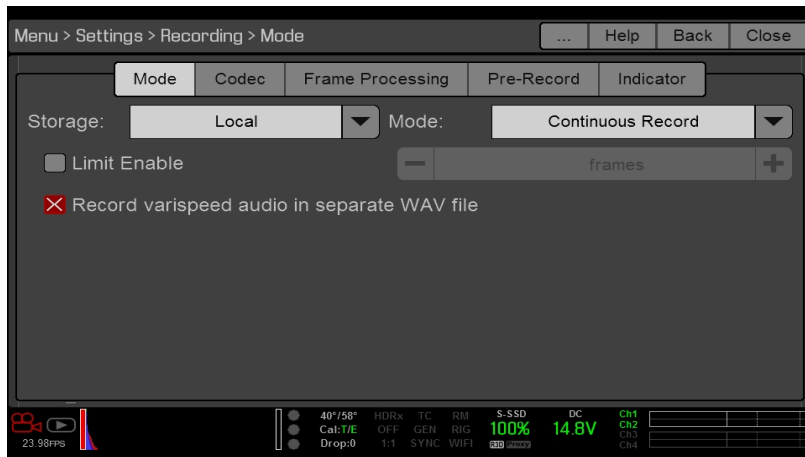 Menu > Settings > Recording > Mode ... Help Back Close
Mode Codec Frame Processing Pre-Record Indicator
Storage: Local Mode: Continuous Record
Limit Enable frames
Record varispeed audio in separate WAV file
40°/58° HDRx TC RM S-SSD DC Ch1
Cal:T/E OFF GEN RIG 100% 14.8V Ch2
23.98FPS Drop:0 1:1 SYNC WIFI R3D Proxy Ch3
Ch4